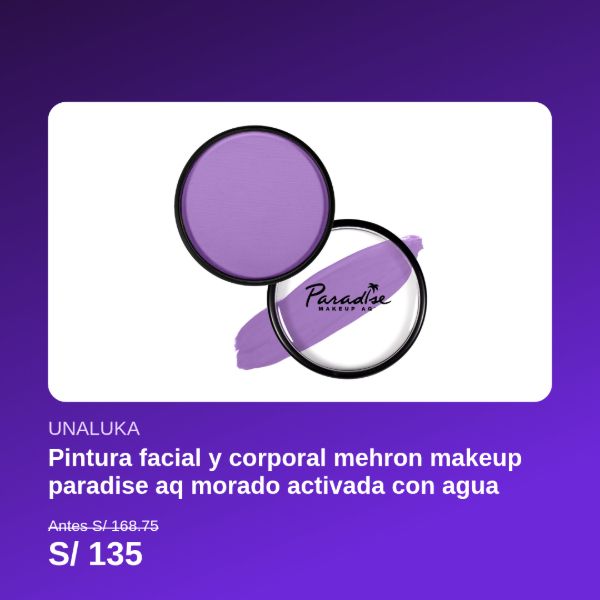 Paradise
MAKEUP AQ
UNALUKA
Pintura facial y corporal mehron makeup
paradise aq morado activada con agua
Antes S/ 168.75
S/ 135